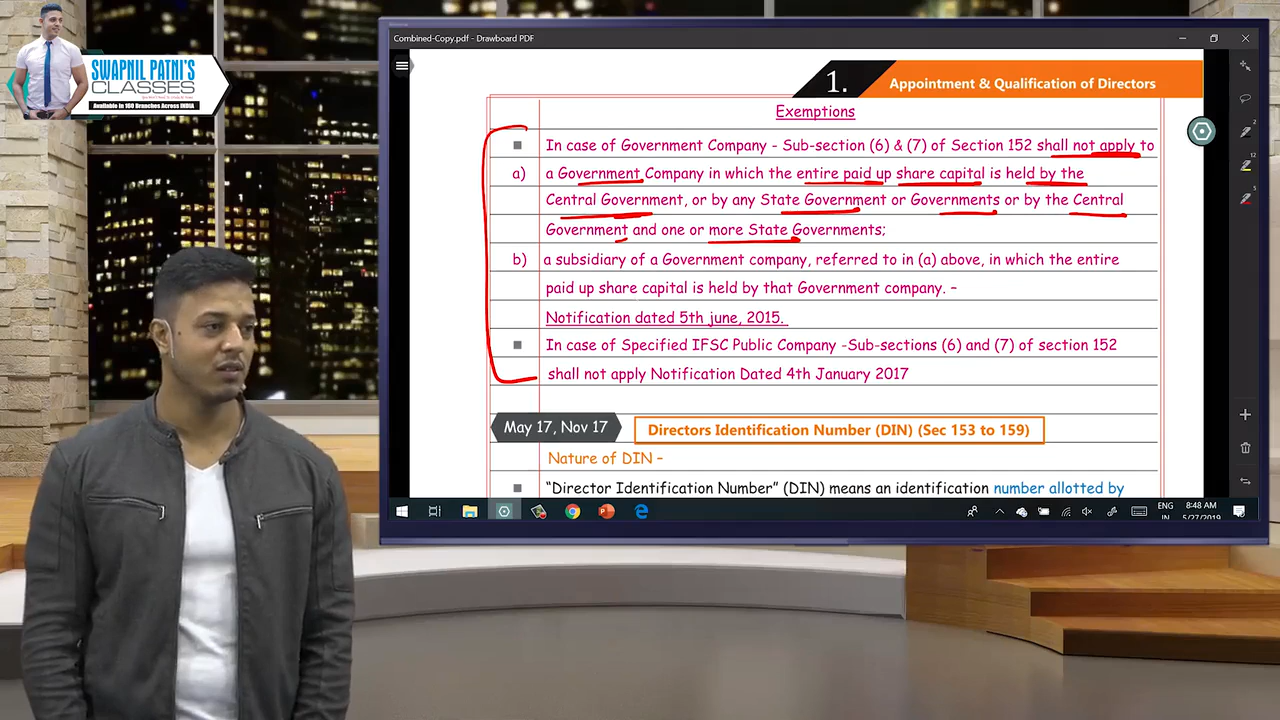 SWAPNIL PATNI'S
CLASSES
Available in 160 Branches Across INDIA
Combined-Copy.pdf - Drawboard PDF
1.
Appointment & Qualification of Directors
Exemptions
■ In case of Government Company - Sub-section (6) & (7) of Section 152 shall not apply to
a) a Government Company in which the entire paid up share capital is held by the
Central Government, or by any State Government or Governments or by the Central
Government and one or more State Governments;
b) a subsidiary of a Government company, referred to in (a) above, in which the entire
paid up share capital is held by that Government company. –
Notification dated 5th june, 2015.
■ In case of Specified IFSC Public Company -Sub-sections (6) and (7) of section 152
shall not apply Notification Dated 4th January 2017
May 17, Nov 17
Directors Identification Number (DIN) (Sec 153 to 159)
Nature of DIN –
■ “Director Identification Number” (DIN) means an identification number allotted by
ENG
IN
8:48 AM
5/27/2019